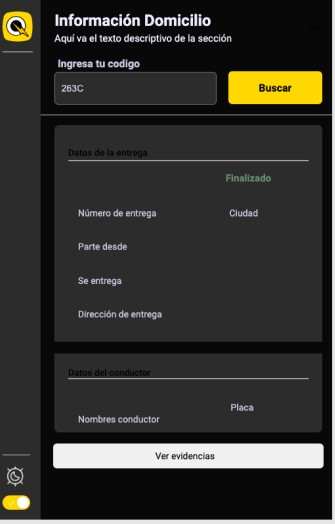 Información Domicilio
Aquí va el texto descriptivo de la sección
Ingresa tu codigo
263C
Buscar
Datos de la entrega
Finalizado
Número de entrega
Ciudad
Parte desde
Se entrega
Dirección de entrega
Datos del conductor
Placa
Nombres conductor
Ver evidencias